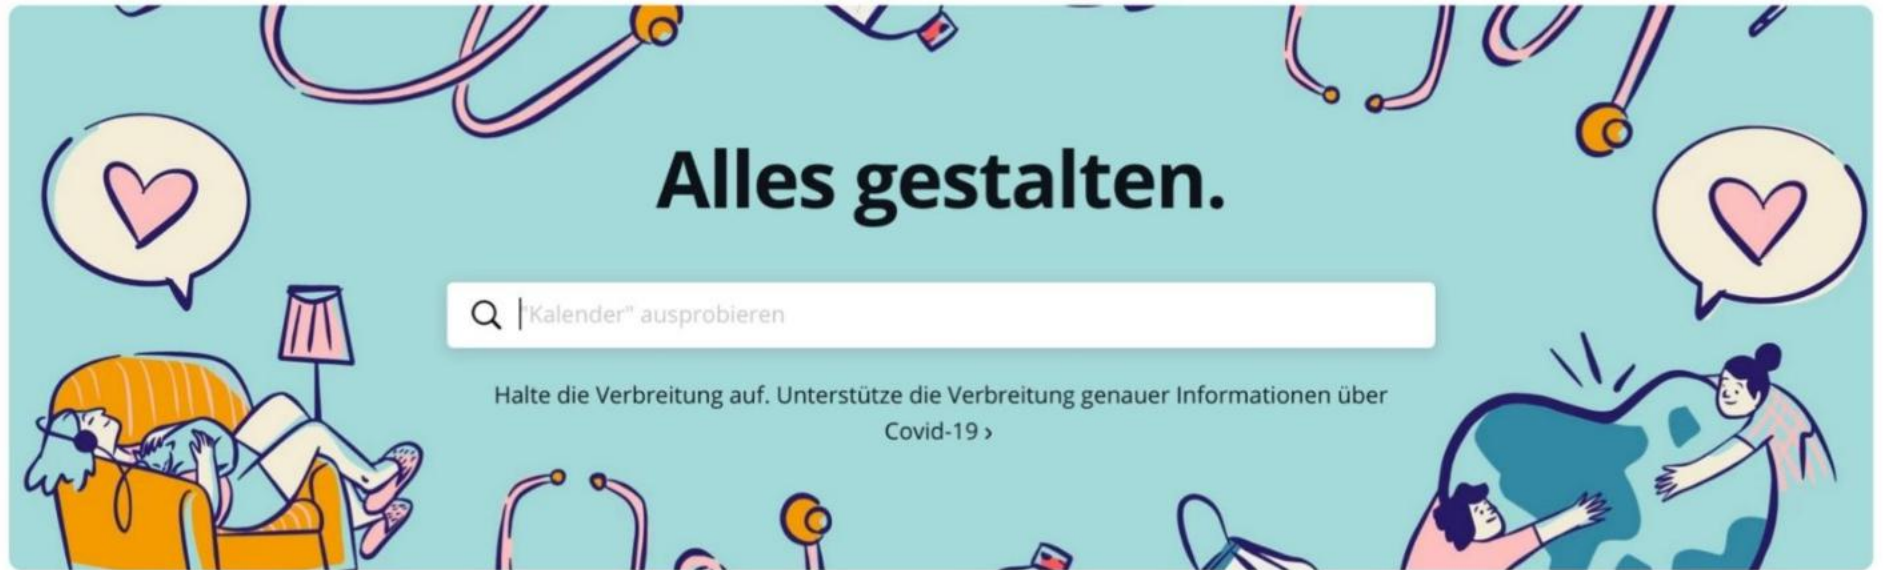 Alles gestalten.
"Kalender" ausprobieren
Halte die Verbreitung auf. Unterstütze die Verbreitung genauer Informationen über
Covid-19 ›